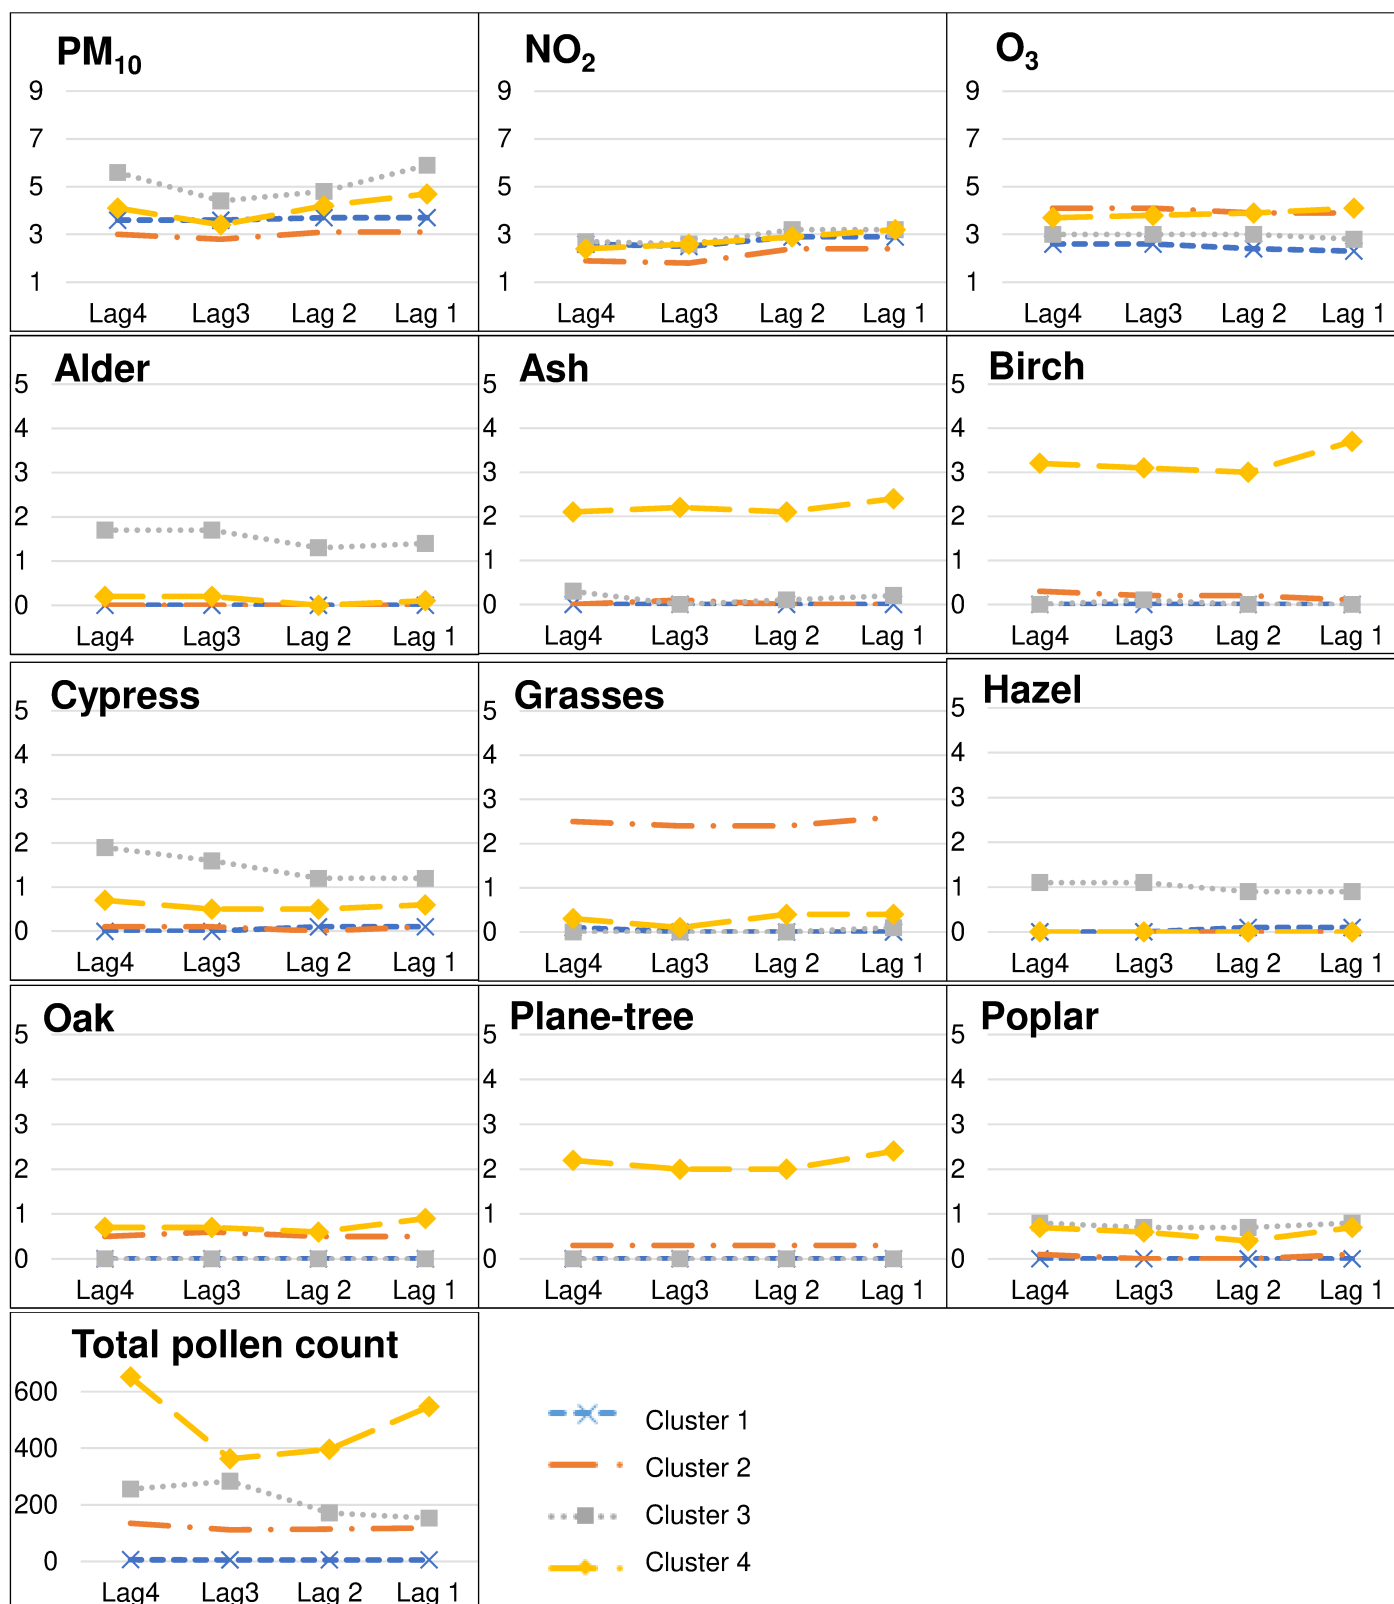 PM10
9
7
5
3
1
Lag4 Lag3 Lag 2 Lag 1
NO2
9
7
5
3
1
Lag4 Lag3 Lag 2 Lag 1
O3
9
7
5
3
1
Lag4 Lag3 Lag 2 Lag 1
Alder
5
4
3
2
1
0
Lag4 Lag3 Lag 2 Lag 1
Ash
5
4
3
2
1
0
Lag4 Lag3 Lag 2 Lag 1
Birch
5
4
3
2
1
0
Lag4 Lag3 Lag 2 Lag 1
Cypress
5
4
3
2
1
0
Lag4 Lag3 Lag 2 Lag 1
Grasses
5
4
3
2
1
0
Lag4 Lag3 Lag 2 Lag 1
Hazel
5
4
3
2
1
0
Lag4 Lag3 Lag 2 Lag 1
Oak
5
4
3
2
1
0
Lag4 Lag3 Lag 2 Lag 1
Plane-tree
5
4
3
2
1
0
Lag4 Lag3 Lag 2 Lag 1
Poplar
5
4
3
2
1
0
Lag4 Lag3 Lag 2 Lag 1
Total pollen count
600
400
200
0
Lag4 Lag3 Lag 2 Lag 1
Cluster 1
Cluster 2
Cluster 3
Cluster 4